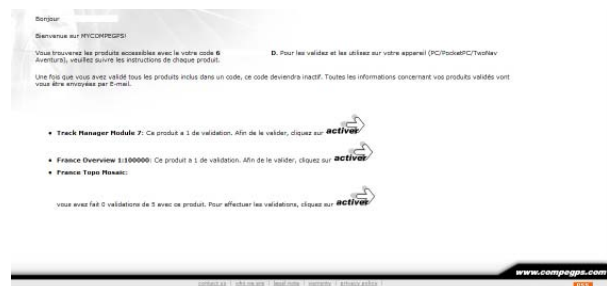 Bonjour
Bienvenue sur MYCOMPEGPS!
Vous trouverez les produits accessibles avec le votre code 6 D. Pour les validez et les utilisez sur votre appareil (PC/PocketPC/TwoNav
Aventura), veuillez suivre les instructions de chaque produit.
Une fois que vous avez validé tous les produits inclus dans un code, ce code deviendra inactif. Toutes les informations concernant vos produits validés vont
vous être envoyées par E-mail.
• Track Manager Module 7: Ce produit a 1 de validation. Afin de le valider, cliquez sur activer
• France Overview 1:100000: Ce produit a 1 de validation. Afin de le valider, cliquez sur activer
• France Topo Mosaic:
vous avez fait 0 validations de 5 avec ce produit. Pour effectuer les validations, cliquez sur activer
www.compegps.com
contact us | who we are | legal note | warranty | privacy policy |